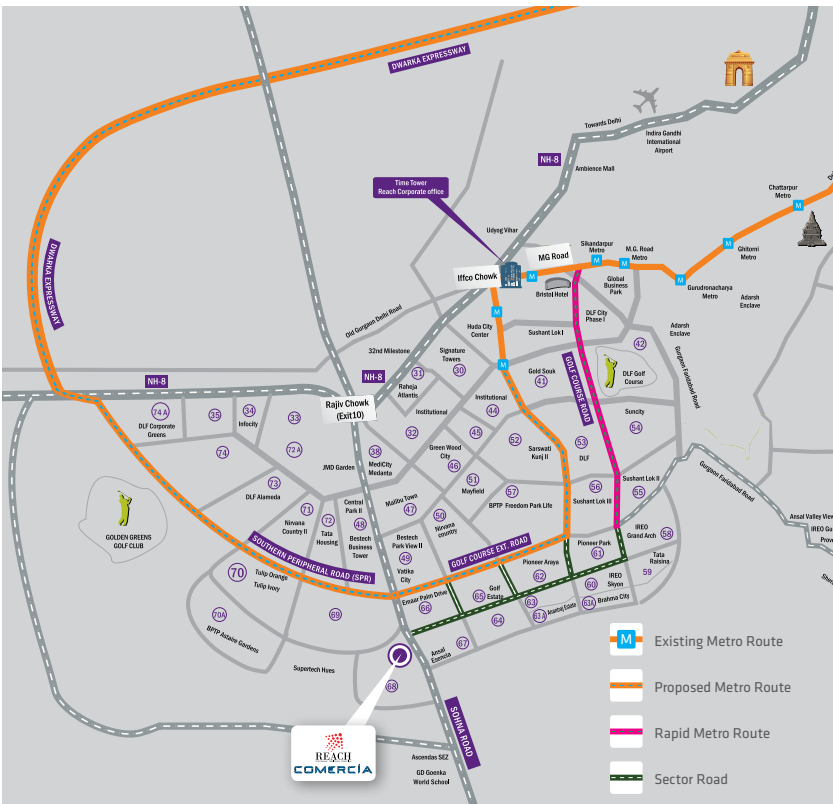 DWARKA EXPRESSWAY
Towards Delhi
Indira Gandhi
International
Airport
NH-8
Ambience Mall
Time Tower
Reach Corporate office
Chattarpur
Metro
DWARKA EXPRESSWAY
Udyog Vihar
MG Road
Sikandarpur
Metro
M.G. Road
Metro
Ghitorni
Metro
Iffco Chowk
M
M
M
M
M
M
M
M
Bristol Hotel
Global
Business
Park
Gurudronacharya
Metro
Adarsh
Enclave
Old Gurgaon Delhi Road
Huda City
Center
DLF City
Phase I
Sushant Lok I
Adarsh
Enclave
32nd Milestone
Signature
Towers
42
GOLF COURSE ROAD
DLF Golf
Course
Gurgaon Faridabad Road
NH-8
NH-8
31
30
Raheja
Atlantis
Gold Souk
41
Rajiv Chowk
(Exit10)
74 A
DLF Corporate
Greens
35
34
Infocity
33
Institutional
Institutional
44
Suncity
54
32
45
52
Sarswati
Kunj II
53
DLF
74
72 A
38
JMD Garden
MediCity
Medanta
Green Wood
City
46
Gurgaon Faridabad Road
73
DLF Alameda
51
Mayfield
57
BPTP Freedom Park Life
56
Sushant Lok III
Sushant Lok II
55
GOLDEN GREENS
GOLF CLUB
71
Nirvana
Country II
72
Tata
Housing
Central
Park II
48
Bestech
Business
Tower
Malibu Town
47
50
Nirvana
country
Ansal Valley View
IREO
Grand Arch
58
Bestech
Park View II
49
Vatika
City
GOLF COURSE EXT. ROAD
Pioneer Park
61
Tata
Raisina
59
SOUTHERN PERIPHERAL ROAD (SPR)
70
Tulip Orange
Tulip Ivory
Pioneer Araya
62
IREO
Skyon
60
Emaar Palm Drive
66
65
Golf
Estate
63
Anantraj Estate
63A
63A
Brahma City
70A
BPTP Astaire Gardens
69
64
67
Ansal
Esencia
Supertech Hues
68
SOHNA ROAD
REACH
COMERCÍA
Ascendas SEZ
GD Goenka
World School
M
Existing Metro Route
Proposed Metro Route
Rapid Metro Route
Sector Road